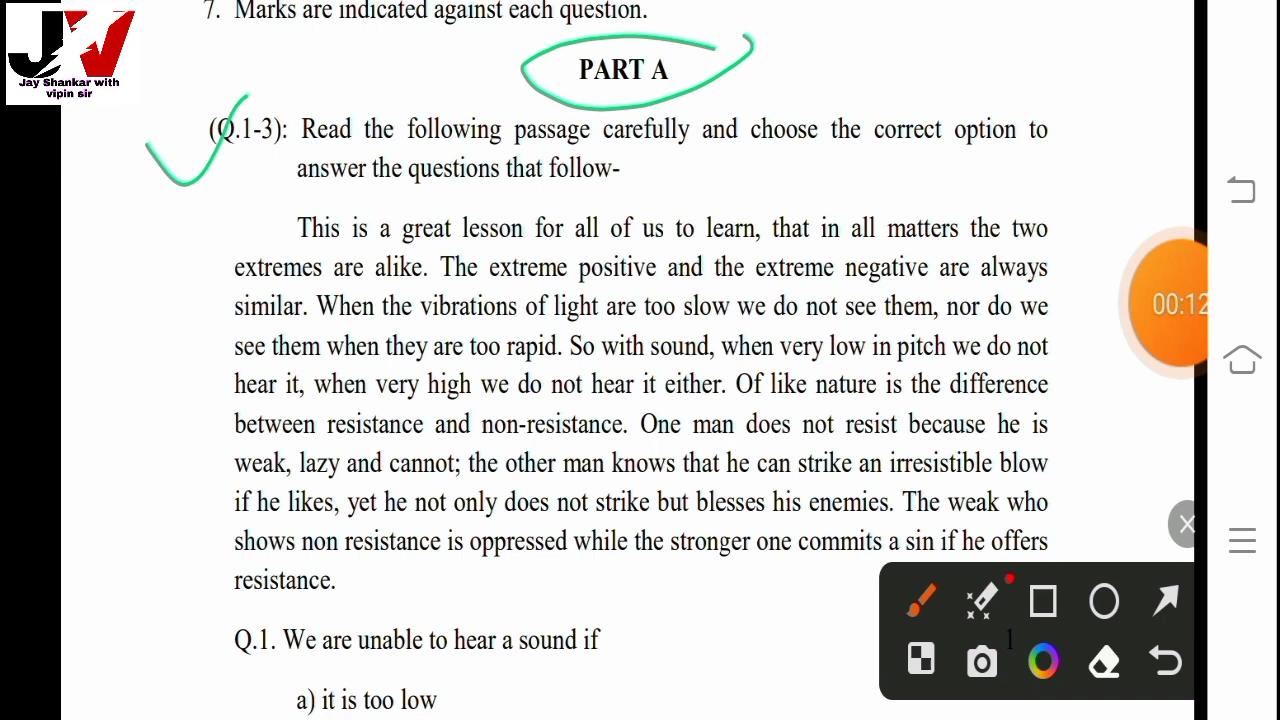 7. Marks are indicated against each question.
JV
Jay Shankar with
vipin sir
PART A
(Q.1-3): Read the following passage carefully and choose the correct option to
answer the questions that follow-
This is a great lesson for all of us to learn, that in all matters the two
extremes are alike. The extreme positive and the extreme negative are always
similar. When the vibrations of light are too slow we do not see them, nor do we
see them when they are too rapid. So with sound, when very low in pitch we do not
hear it, when very high we do not hear it either. Of like nature is the difference
between resistance and non-resistance. One man does not resist because he is
weak, lazy and cannot; the other man knows that he can strike an irresistible blow
if he likes, yet he not only does not strike but blesses his enemies. The weak who
shows non resistance is oppressed while the stronger one commits a sin if he offers
resistance.
Q.1. We are unable to hear a sound if 1
a) it is too low
00:12